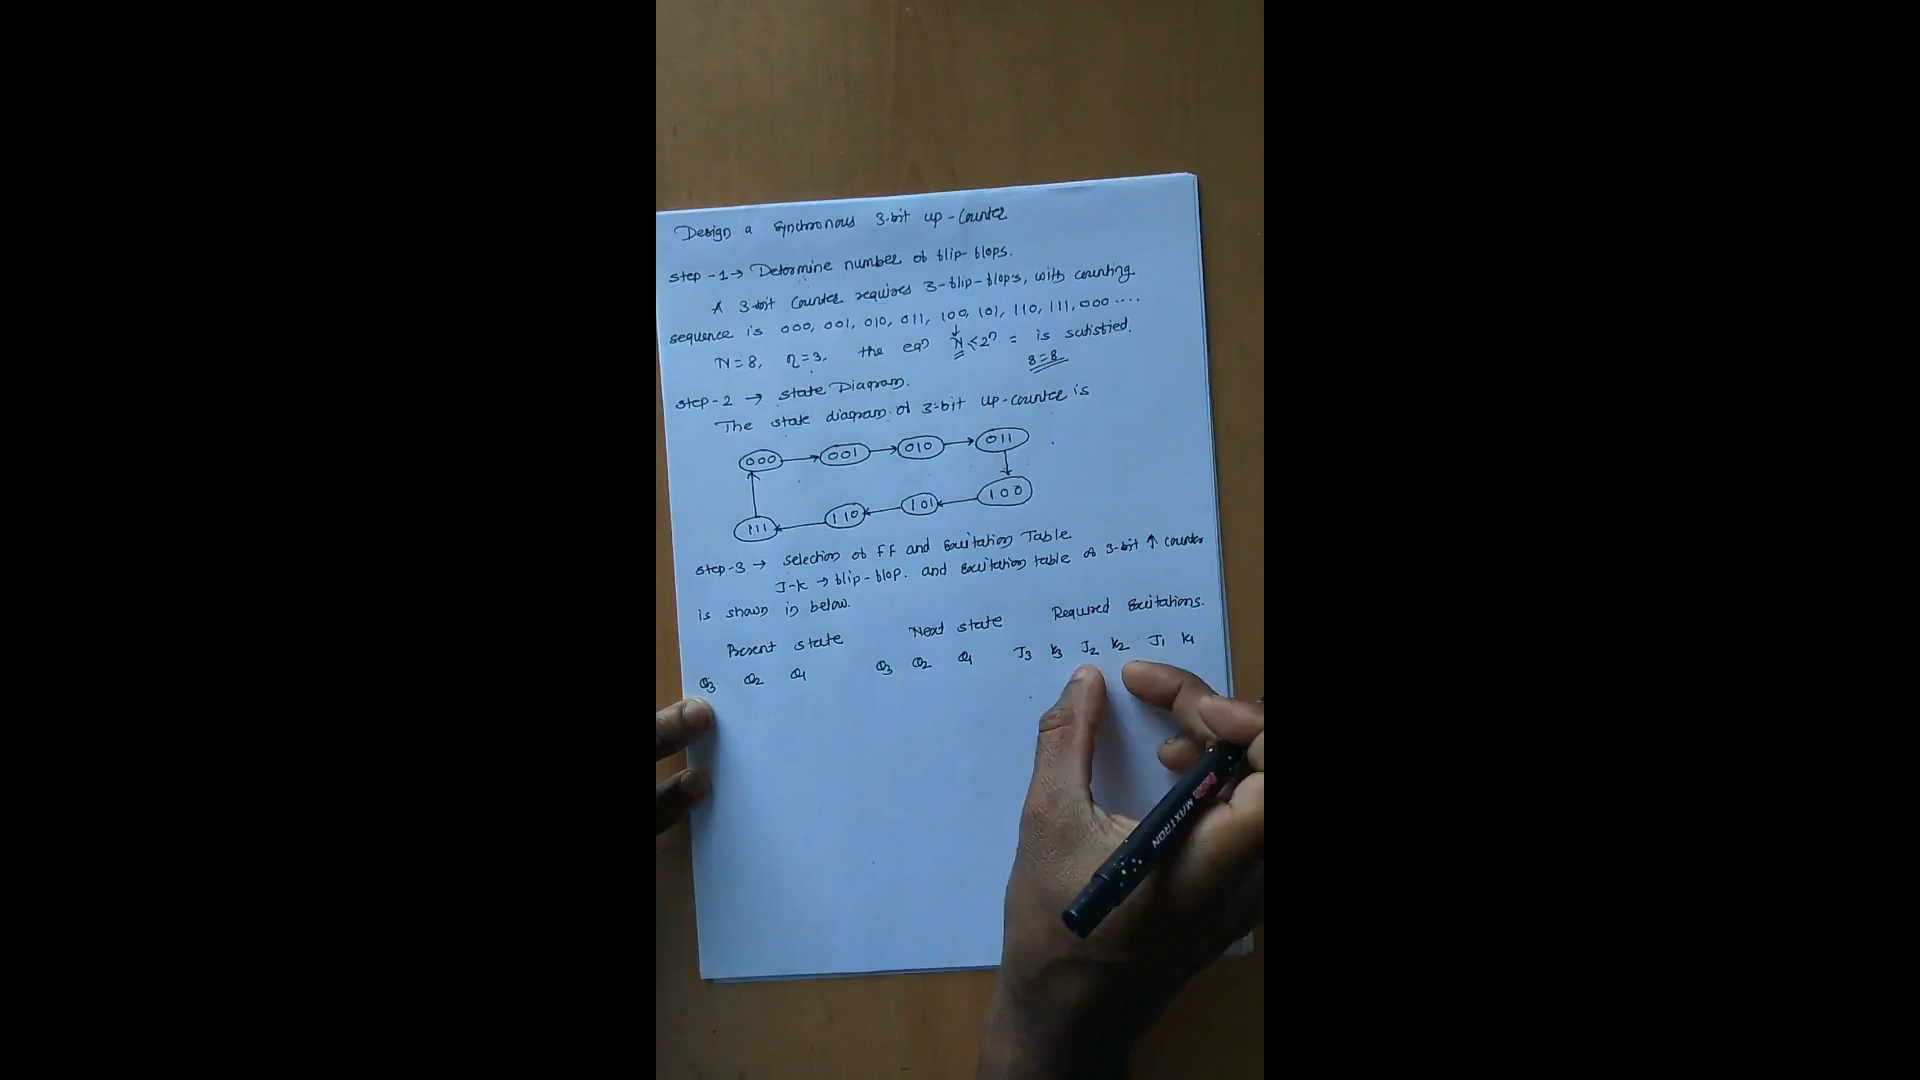 Design a synchronous 3-bit up-counter
step-1→ Determine number of flip-flops.
A 3-bit counter requires 3-flip-flops, with counting
sequence is 000, 001, 010, 011, 100, 101, 110, 111, 000 ....
N=8, n=3, the eqn N≤2ⁿ = is satisfied.
8=8
step-2 → state Diagram.
The state diagram of 3-bit up-counter is
000 → 001 → 010 → 011
111 ← 110 ← 101 ← 100
step-3 → selection of FF and Excitation Table
J-K → flip-flop. and excitation table of 3-bit ↑ counter
is shown in below.
Present state Next state Required Excitations.
Q3 Q2 Q1 Q3 Q2 Q1 J3 K3 J2 K2 J1 K1
MAXTRON